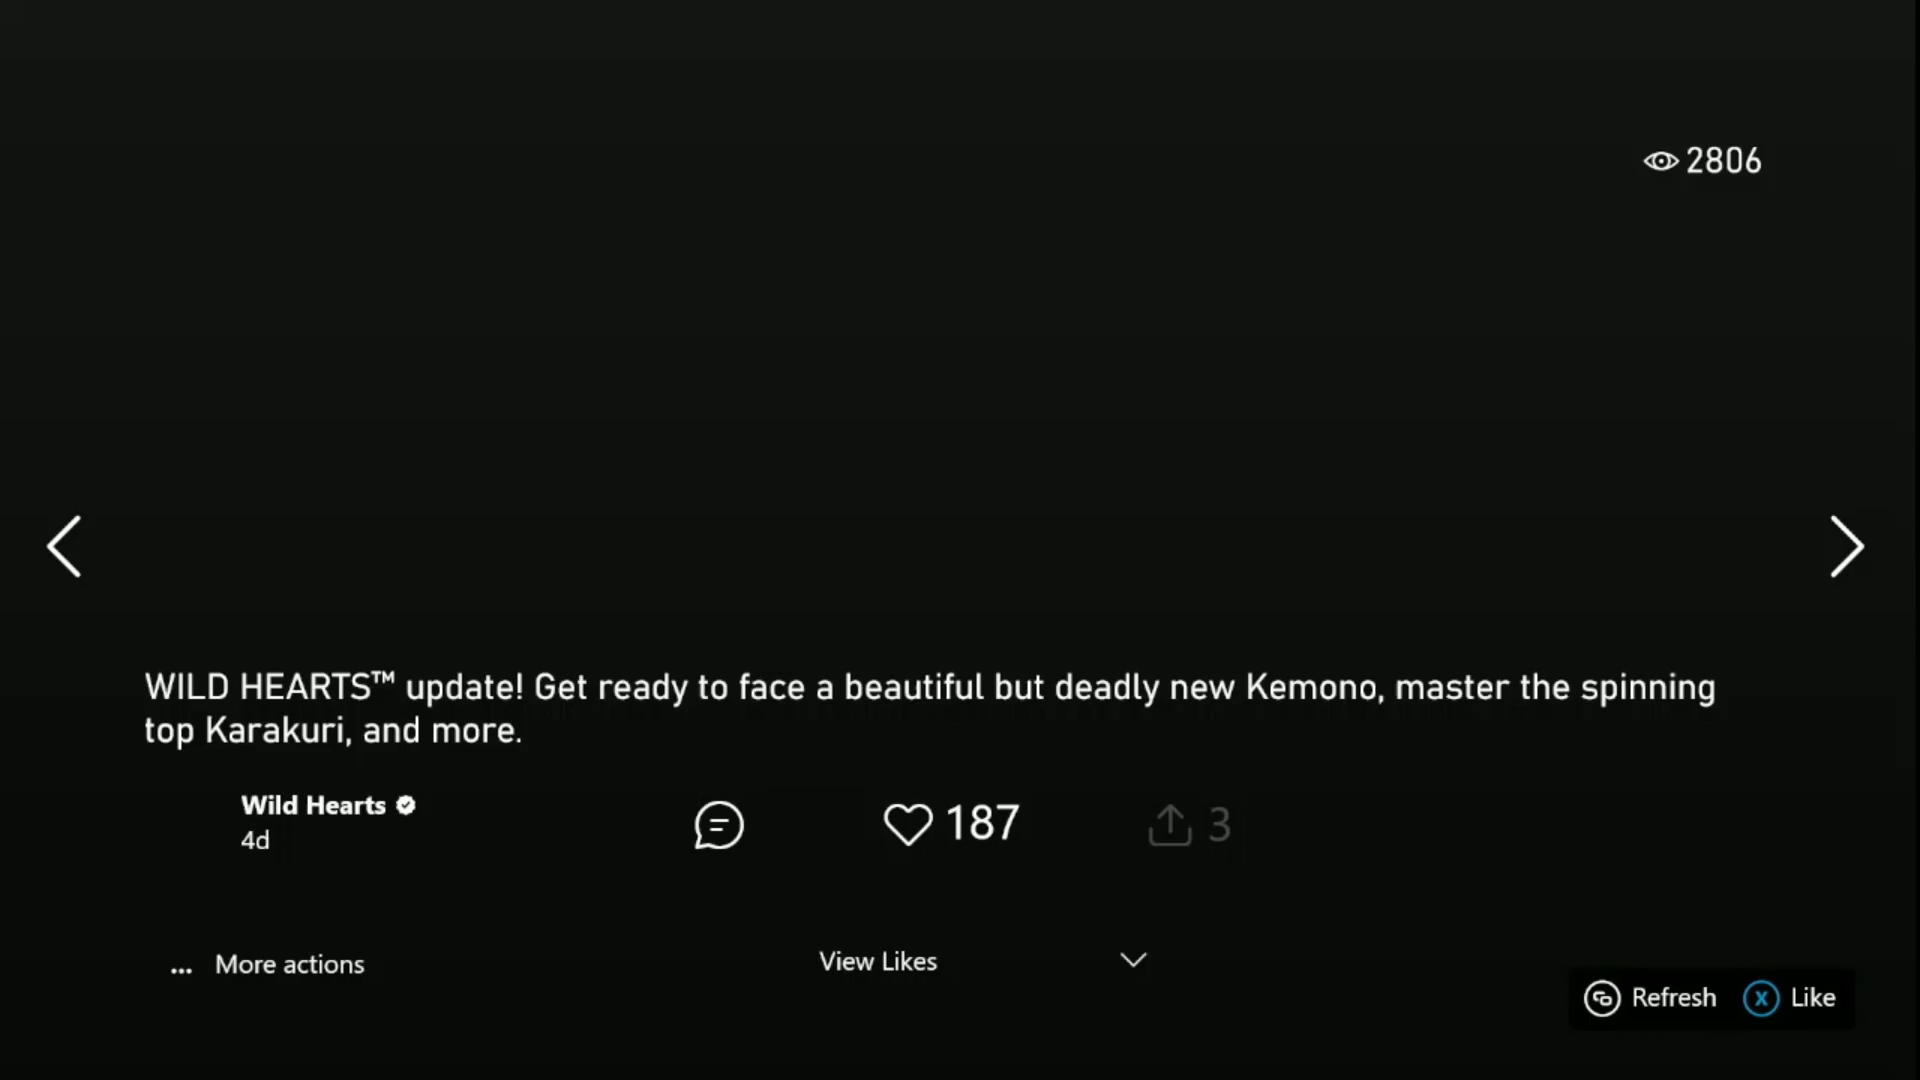 2806
WILD HEARTS™ update! Get ready to face a beautiful but deadly new Kemono, master the spinning
top Karakuri, and more.
Wild Hearts
4d
187
3
... More actions
View Likes
Refresh X Like